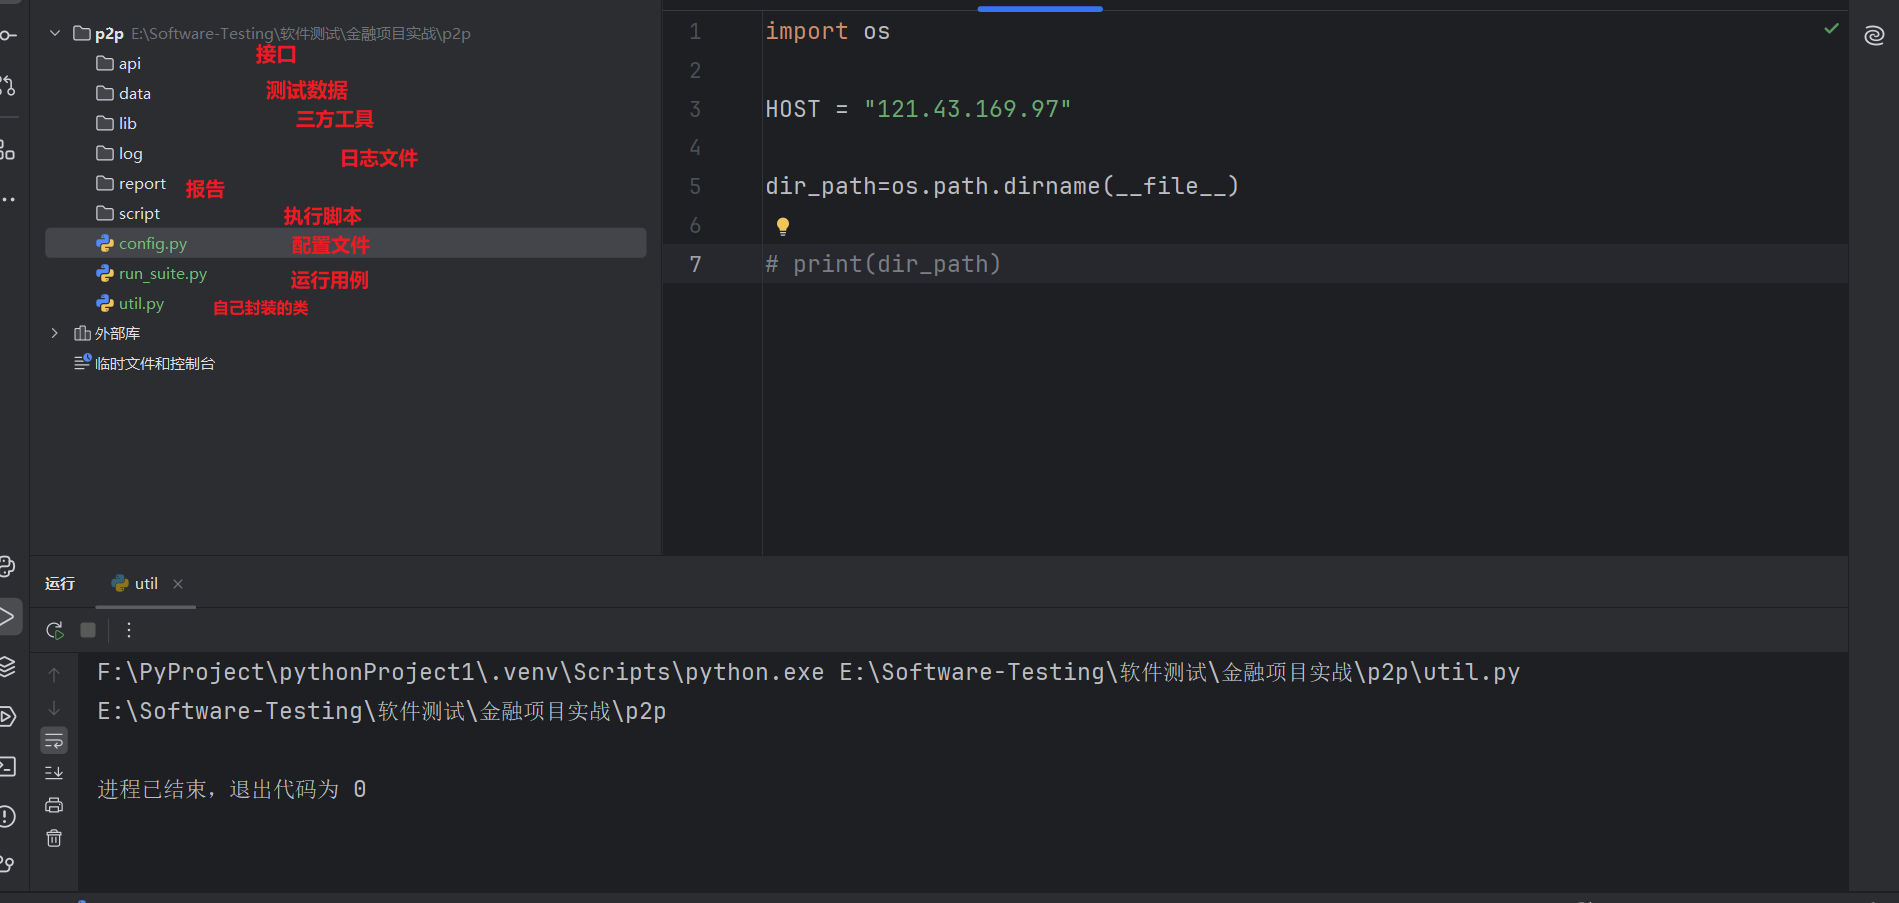 p2p E:\Software-Testing\软件测试\金融项目实战\p2p
接口
api
测试数据
data
三方工具
lib
log
日志文件
report
报告
script
执行脚本
config.py
配置文件
run_suite.py
运行用例
util.py
自己封装的类
外部库
临时文件和控制台
1 import os
2
3 HOST = "121.43.169.97"
4
5 dir_path=os.path.dirname(__file__)
6
7 # print(dir_path)
运行
util
F:\PyProject\pythonProject1\.venv\Scripts\python.exe E:\Software-Testing\软件测试\金融项目实战\p2p\util.py
E:\Software-Testing\软件测试\金融项目实战\p2p
进程已结束，退出代码为 0